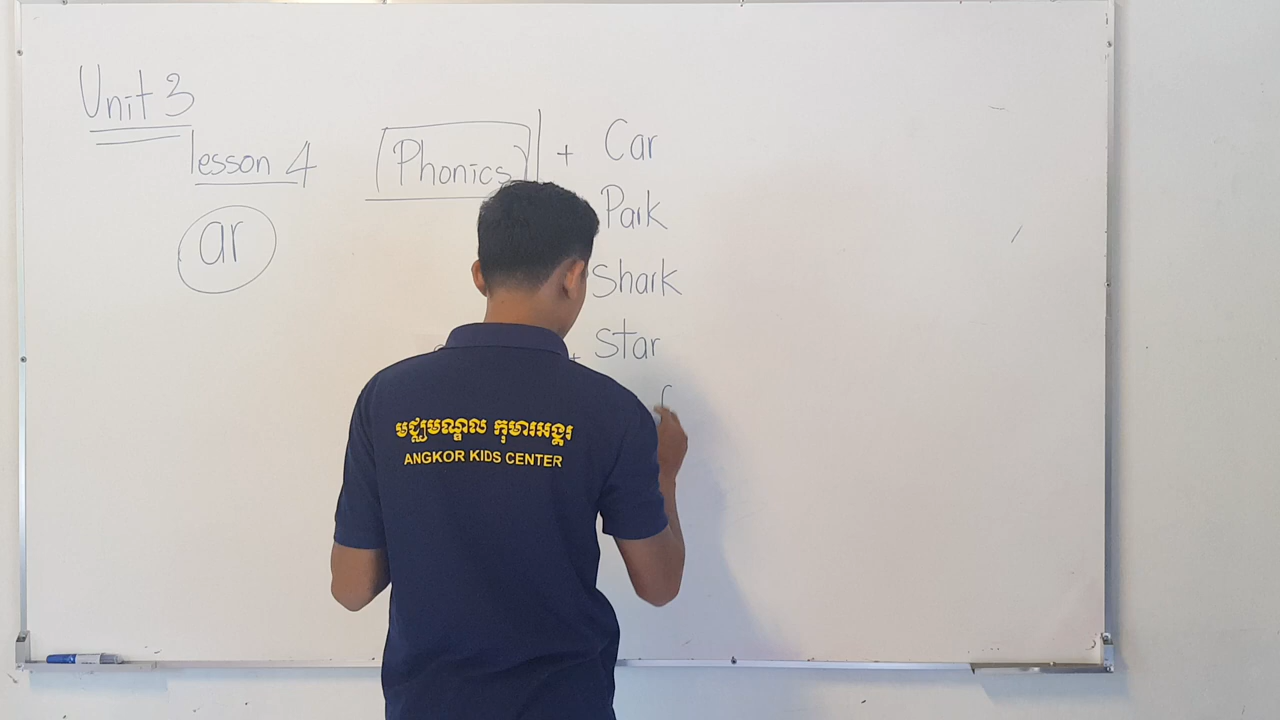 Unit 3
lesson 4
Phonics
ar
+ Car
Park
Shark
+ Star
មជ្ឈមណ្ឌល កុមារអង្គរ
ANGKOR KIDS CENTER